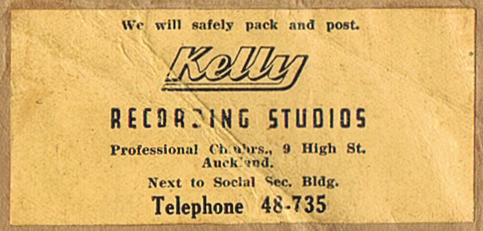 We will safely pack and post.
Kelly
RECORDING STUDIOS
Professional Chmbrs., 9 High St.
Auckland.
Next to Social Sec. Bldg.
Telephone 48-735